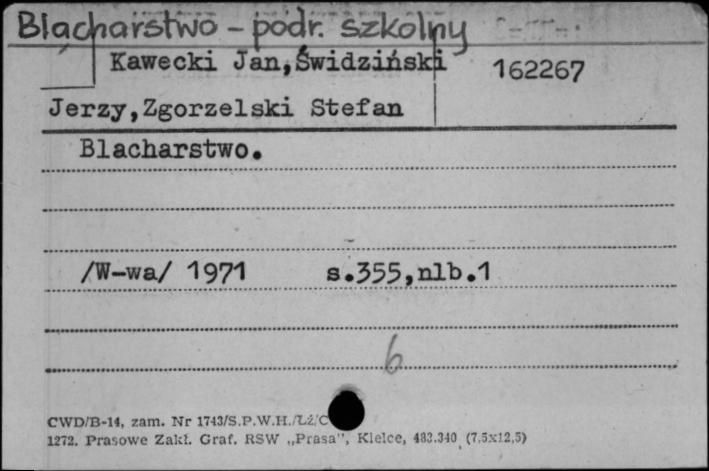 Blacharstwo – podr. szkolny
Kawecki Jan, Świdziński 162267
Jerzy, Zgorzelski Stefan
Blacharstwo.
/W-wa/ 1971 s.355, nlb.1
6
CWD/B-14, zam. Nr 1743/S.P.W.H./Lż/C
1272. Prasowe Zakł. Graf. RSW „Prasa”, Kielce, 483.340 (7,5x12,5)